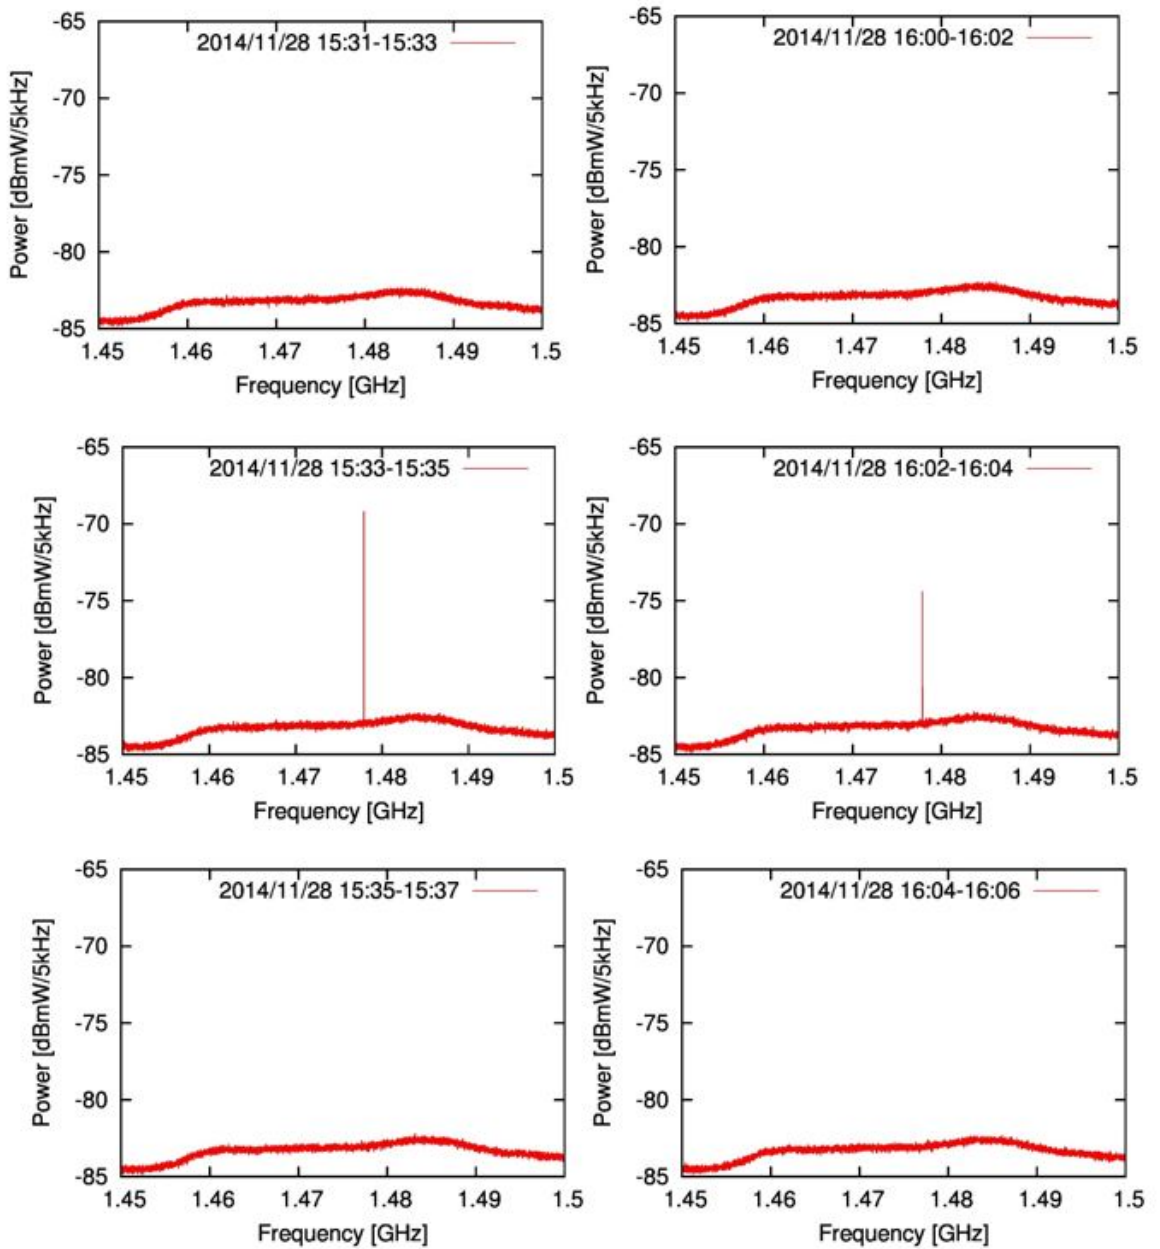 2014/11/28 15:31-15:33
Power [dBmW/5kHz]
-65
-70
-75
-80
-85
1.45 1.46 1.47 1.48 1.49 1.5
Frequency [GHz]
2014/11/28 16:00-16:02
Power [dBmW/5kHz]
-65
-70
-75
-80
-85
1.45 1.46 1.47 1.48 1.49 1.5
Frequency [GHz]
2014/11/28 15:33-15:35
Power [dBmW/5kHz]
-65
-70
-75
-80
-85
1.45 1.46 1.47 1.48 1.49 1.5
Frequency [GHz]
2014/11/28 16:02-16:04
Power [dBmW/5kHz]
-65
-70
-75
-80
-85
1.45 1.46 1.47 1.48 1.49 1.5
Frequency [GHz]
2014/11/28 15:35-15:37
Power [dBmW/5kHz]
-65
-70
-75
-80
-85
1.45 1.46 1.47 1.48 1.49 1.5
Frequency [GHz]
2014/11/28 16:04-16:06
Power [dBmW/5kHz]
-65
-70
-75
-80
-85
1.45 1.46 1.47 1.48 1.49 1.5
Frequency [GHz]